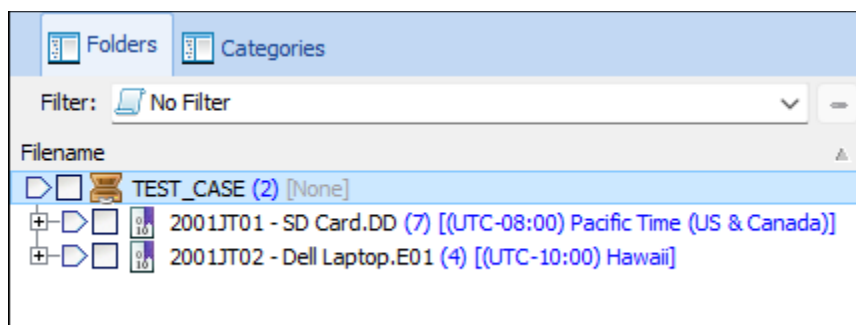 Folders Categories
Filter: No Filter
Filename
TEST_CASE (2) [None]
2001JT01 - SD Card.DD (7) [(UTC-08:00) Pacific Time (US & Canada)]
2001JT02 - Dell Laptop.E01 (4) [(UTC-10:00) Hawaii]